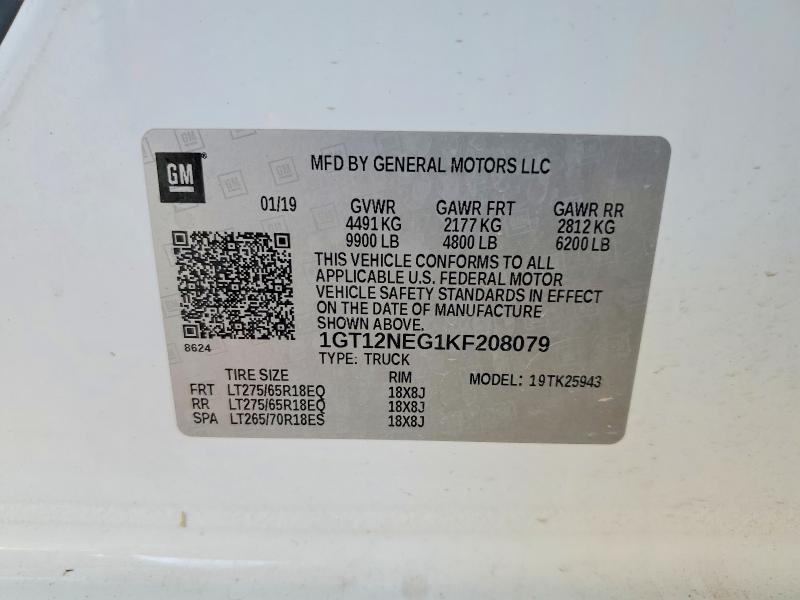 GM
MFD BY GENERAL MOTORS LLC
01/19 GVWR GAWR FRT GAWR RR
4491 KG 2177 KG 2812 KG
9900 LB 4800 LB 6200 LB
THIS VEHICLE CONFORMS TO ALL
APPLICABLE U.S. FEDERAL MOTOR
VEHICLE SAFETY STANDARDS IN EFFECT
ON THE DATE OF MANUFACTURE
SHOWN ABOVE.
1GT12NEG1KF208079
8624
TYPE: TRUCK
TIRE SIZE RIM MODEL: 19TK25943
FRT LT275/65R18EQ 18X8J
RR LT275/65R18EQ 18X8J
SPA LT265/70R18ES 18X8J